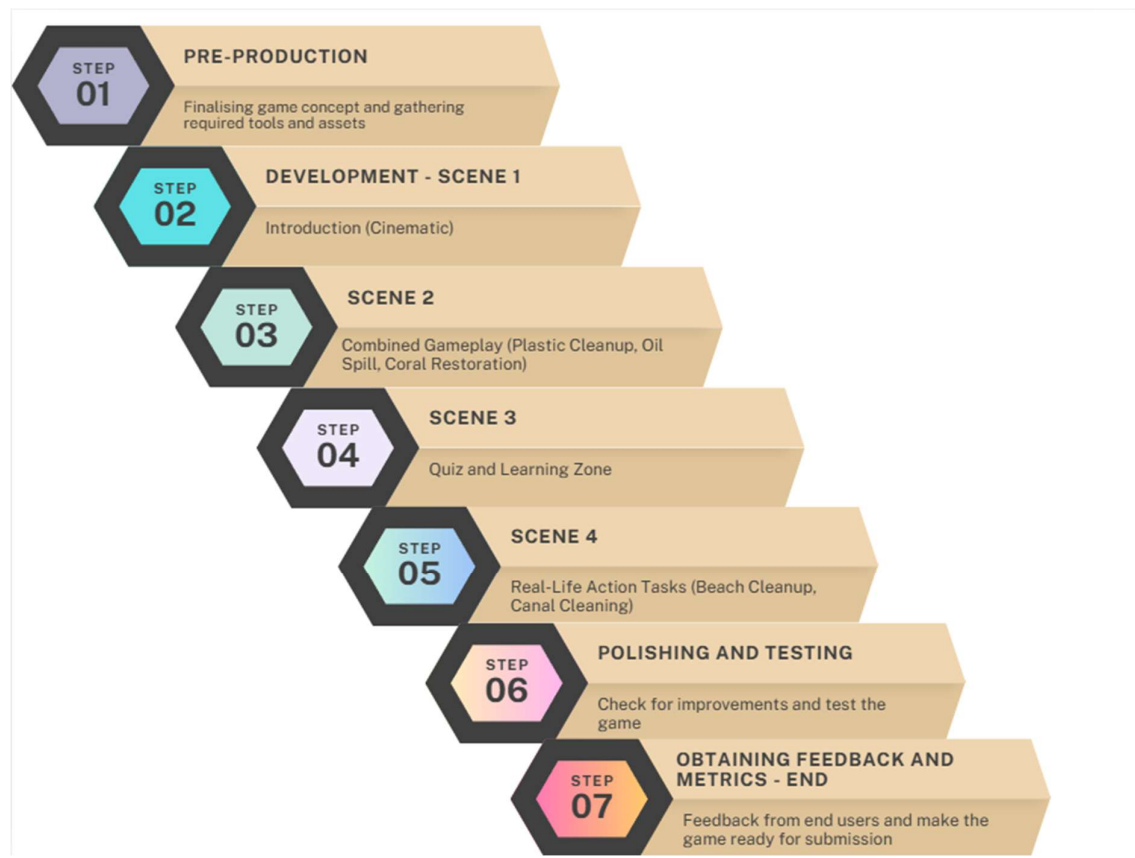 STEP
01
PRE-PRODUCTION
Finalising game concept and gathering
required tools and assets
STEP
02
DEVELOPMENT - SCENE 1
Introduction (Cinematic)
STEP
03
SCENE 2
Combined Gameplay (Plastic Cleanup, Oil
Spill, Coral Restoration)
STEP
04
SCENE 3
Quiz and Learning Zone
STEP
05
SCENE 4
Real-Life Action Tasks (Beach Cleanup,
Canal Cleaning)
STEP
06
POLISHING AND TESTING
Check for improvements and test the
game
STEP
07
OBTAINING FEEDBACK AND
METRICS - END
Feedback from end users and make the
game ready for submission